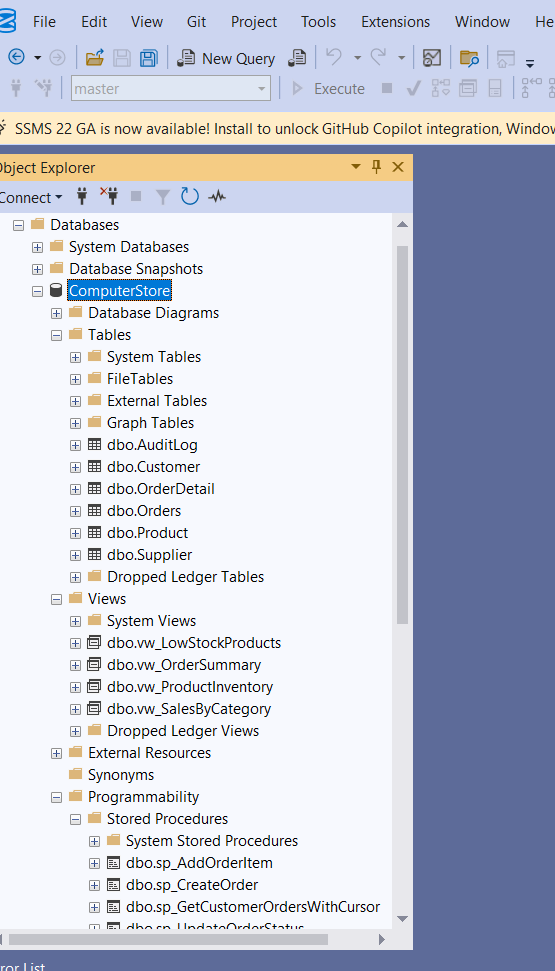 File Edit View Git Project Tools Extensions Window He
New Query
master Execute
SSMS 22 GA is now available! Install to unlock GitHub Copilot integration, Window
Object Explorer
Connect
Databases
System Databases
Database Snapshots
ComputerStore
Database Diagrams
Tables
System Tables
FileTables
External Tables
Graph Tables
dbo.AuditLog
dbo.Customer
dbo.OrderDetail
dbo.Orders
dbo.Product
dbo.Supplier
Dropped Ledger Tables
Views
System Views
dbo.vw_LowStockProducts
dbo.vw_OrderSummary
dbo.vw_ProductInventory
dbo.vw_SalesByCategory
Dropped Ledger Views
External Resources
Synonyms
Programmability
Stored Procedures
System Stored Procedures
dbo.sp_AddOrderItem
dbo.sp_CreateOrder
dbo.sp_GetCustomerOrdersWithCursor
dbo.sp_UpdateOrderStatus
ror List